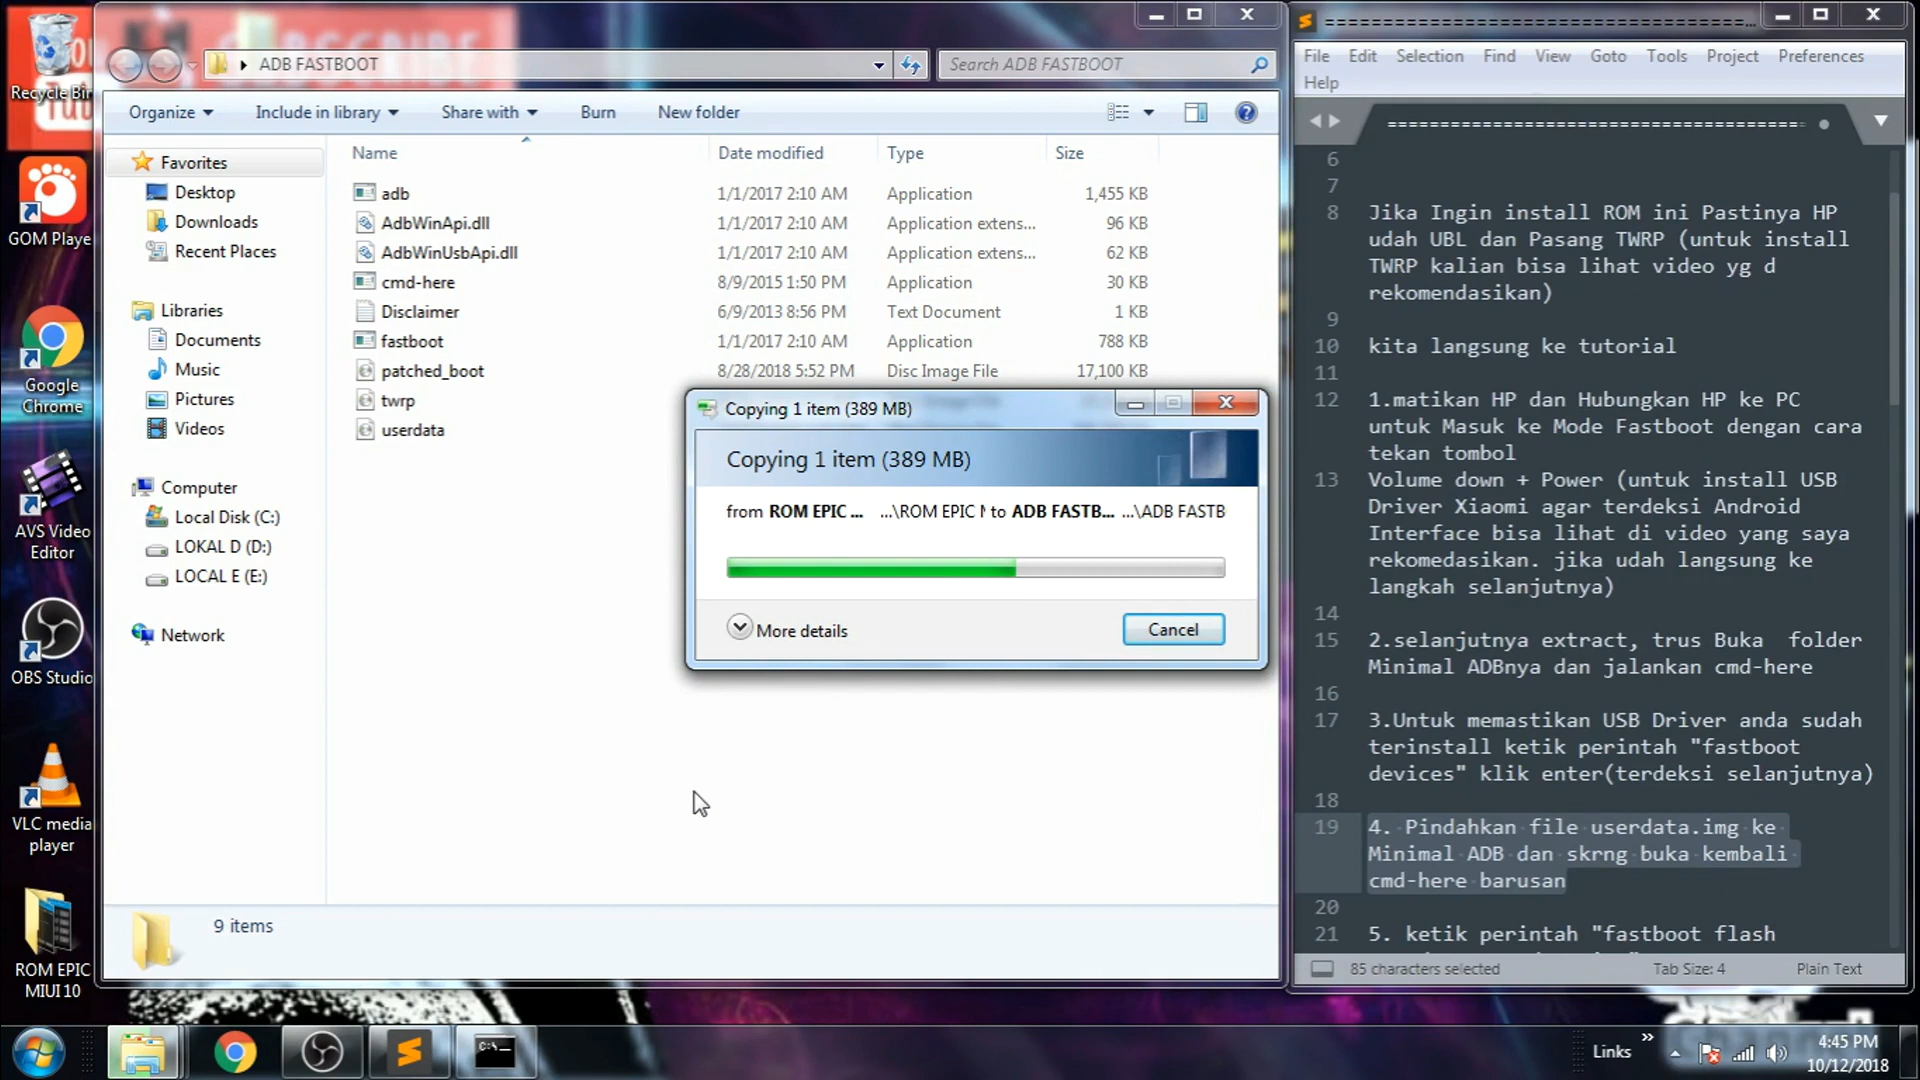 Recycle Bin
GOM Playe
Google
Chrome
AVS Video
Editor
OBS Studio
VLC media
player
ROM EPIC
MIUI 10
ADB FASTBOOT
Search ADB FASTBOOT
Organize
Include in library
Share with
Burn
New folder
Favorites
Desktop
Downloads
Recent Places
Libraries
Documents
Music
Pictures
Videos
Computer
Local Disk (C:)
LOKAL D (D:)
LOCAL E (E:)
Network
Name Date modified Type Size
adb 1/1/2017 2:10 AM Application 1,455 KB
AdbWinApi.dll 1/1/2017 2:10 AM Application extens... 96 KB
AdbWinUsbApi.dll 1/1/2017 2:10 AM Application extens... 62 KB
cmd-here 8/9/2015 1:50 PM Application 30 KB
Disclaimer 6/9/2013 8:56 PM Text Document 1 KB
fastboot 1/1/2017 2:10 AM Application 788 KB
patched_boot 8/28/2018 5:52 PM Disc Image File 17,100 KB
twrp
userdata
9 items
Copying 1 item (389 MB)
Copying 1 item (389 MB)
from ROM EPIC ... ...\ROM EPIC M to ADB FASTB... ...\ADB FASTB
More details
Cancel
File Edit Selection Find View Goto Tools Project Preferences
Help
6
7
8 Jika Ingin install ROM ini Pastinya HP
udah UBL dan Pasang TWRP (untuk install
TWRP kalian bisa lihat video yg d
rekomendasikan)
9
10 kita langsung ke tutorial
11
12 1.matikan HP dan Hubungkan HP ke PC
untuk Masuk ke Mode Fastboot dengan cara
tekan tombol
13 Volume down + Power (untuk install USB
Driver Xiaomi agar terdeksi Android
Interface bisa lihat di video yang saya
rekomedasikan. jika udah langsung ke
langkah selanjutnya)
14
15 2.selanjutnya extract, trus Buka  folder
Minimal ADBnya dan jalankan cmd-here
16
17 3.Untuk memastikan USB Driver anda sudah
terinstall ketik perintah "fastboot
devices" klik enter(terdeksi selanjutnya)
18
19 4. Pindahkan file userdata.img ke
Minimal ADB dan skrng buka kembali
cmd-here barusan
20
21 5. ketik perintah "fastboot flash
85 characters selected Tab Size: 4 Plain Text
Links
4:45 PM
10/12/2018